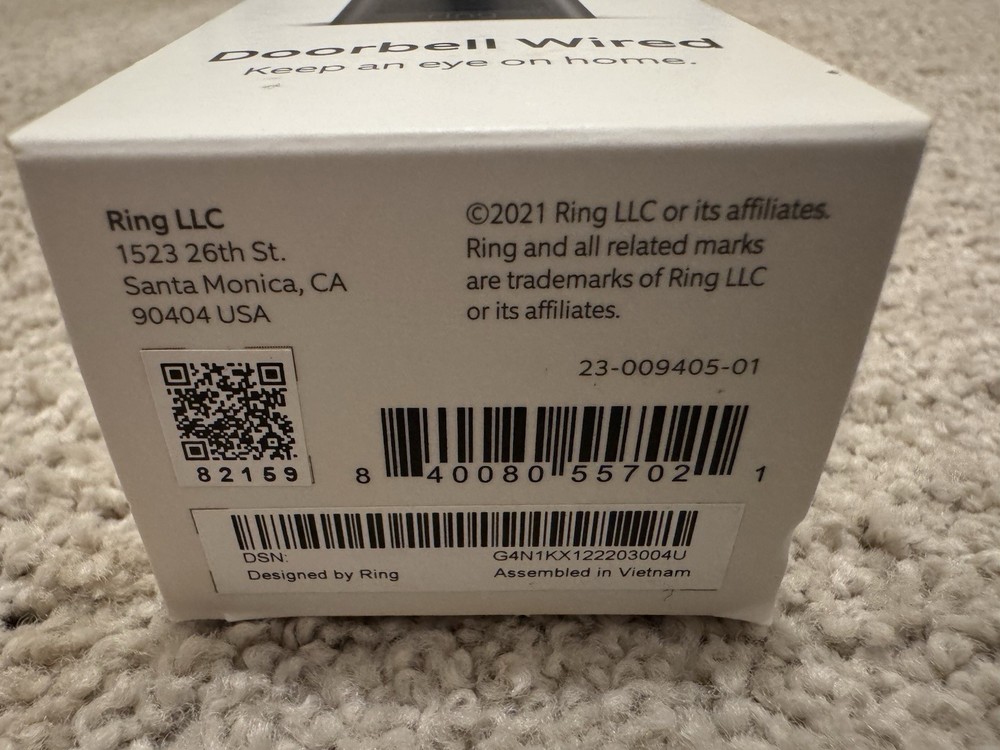 ring
Doorbell Wired
Keep an eye on home.
Ring LLC
1523 26th St.
Santa Monica, CA
90404 USA
©2021 Ring LLC or its affiliates.
Ring and all related marks
are trademarks of Ring LLC
or its affiliates.
23-009405-01
82159
8 40080 55702 1
DSN: G4N1KX122203004U
Designed by Ring Assembled in Vietnam